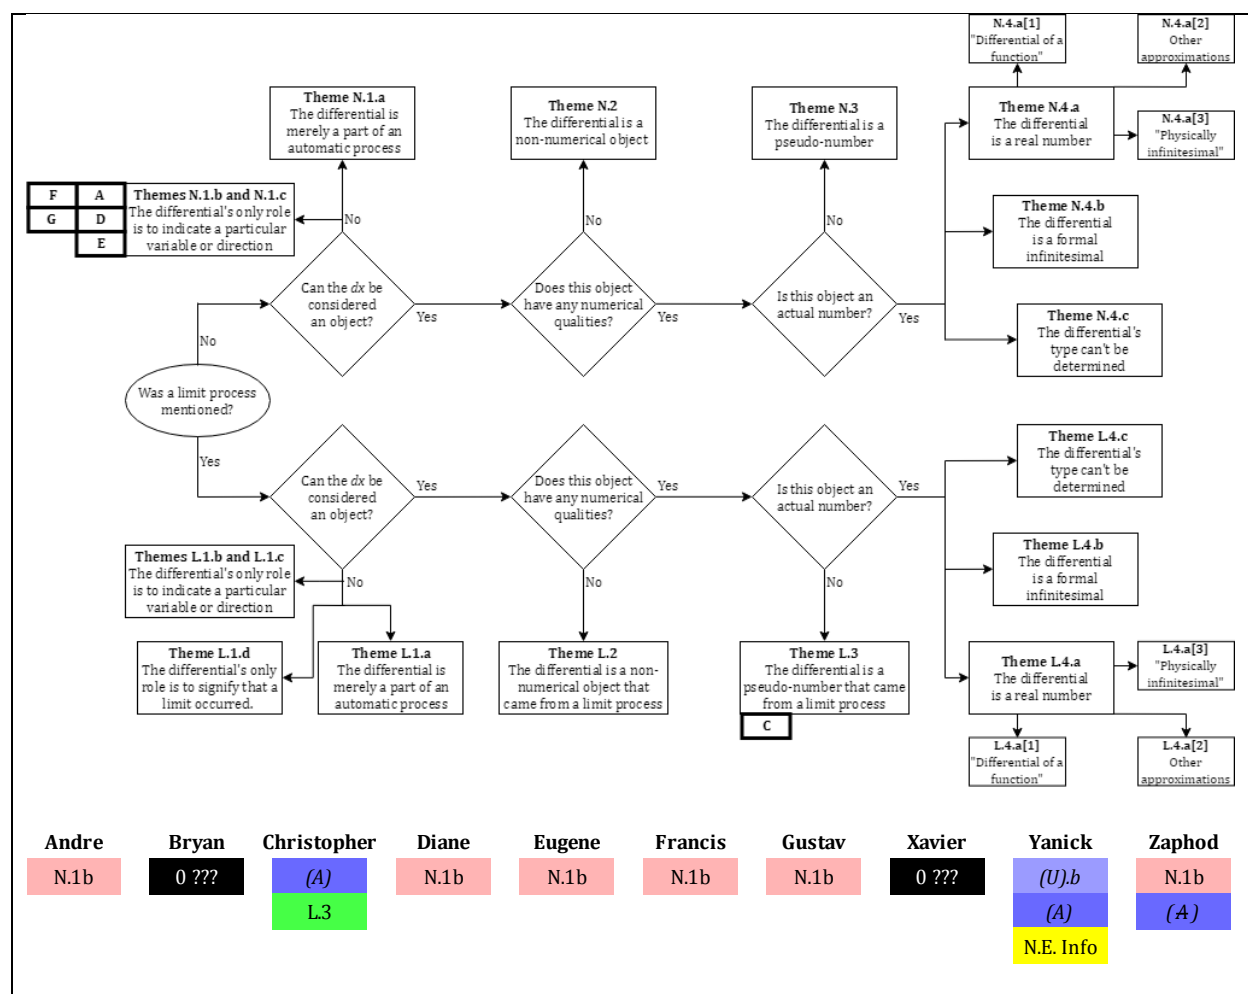 N.4.a[1]
"Differential of a
function"
N.4.a[2]
Other
approximations
Theme N.1.a
The differential is
merely a part of an
automatic process
Theme N.2
The differential is a
non-numerical object
Theme N.3
The differential is a
pseudo-number
Theme N.4.a
The differential
is a real number
N.4.a[3]
"Physically
infinitesimal"
F
A
G
D
E
Themes N.1.b and N.1.c
The differential's only role
is to indicate a particular
variable or direction
No
No
No
Theme N.4.b
The differential
is a formal
infinitesimal
Can the dx be
considered
an object?
Yes
Does this object
have any numerical
qualities?
Yes
Is this object an
actual number?
Yes
Theme N.4.c
The differential's
type can't be
determined
No
Was a limit process
mentioned?
Yes
Can the dx be
considered
an object?
Yes
Does this object
have any numerical
qualities?
Yes
Is this object an
actual number?
Yes
Theme L.4.c
The differential's
type can't be
determined
Themes L.1.b and L.1.c
The differential's only role
is to indicate a particular
variable or direction
No
No
No
Theme L.4.b
The differential
is a formal
infinitesimal
Theme L.1.d
The differential's only
role is to signify that a
limit occurred.
Theme L.1.a
The differential is
merely a part of an
automatic process
Theme L.2
The differential is a non-
numerical object that
came from a limit process
Theme L.3
The differential is a
pseudo-number that came
from a limit process
C
Theme L.4.a
The differential
is a real number
L.4.a[3]
"Physically
infinitesimal"
L.4.a[1]
"Differential of a
function"
L.4.a[2]
Other
approximations
Andre
Bryan
Christopher
Diane
Eugene
Francis
Gustav
Xavier
Yanick
Zaphod
N.1b
0 ???
(A)
N.1b
N.1b
N.1b
N.1b
0 ???
(U).b
N.1b
L.3
(A)
(A)
N.E. Info